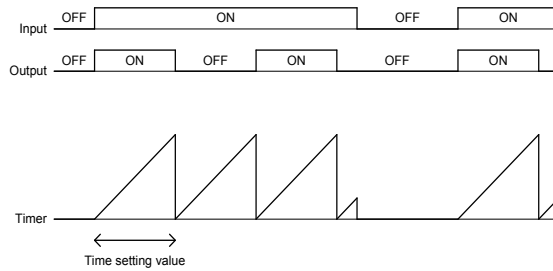 OFF ON OFF ON
Input
OFF ON OFF ON OFF ON
Output
Timer
Time setting value